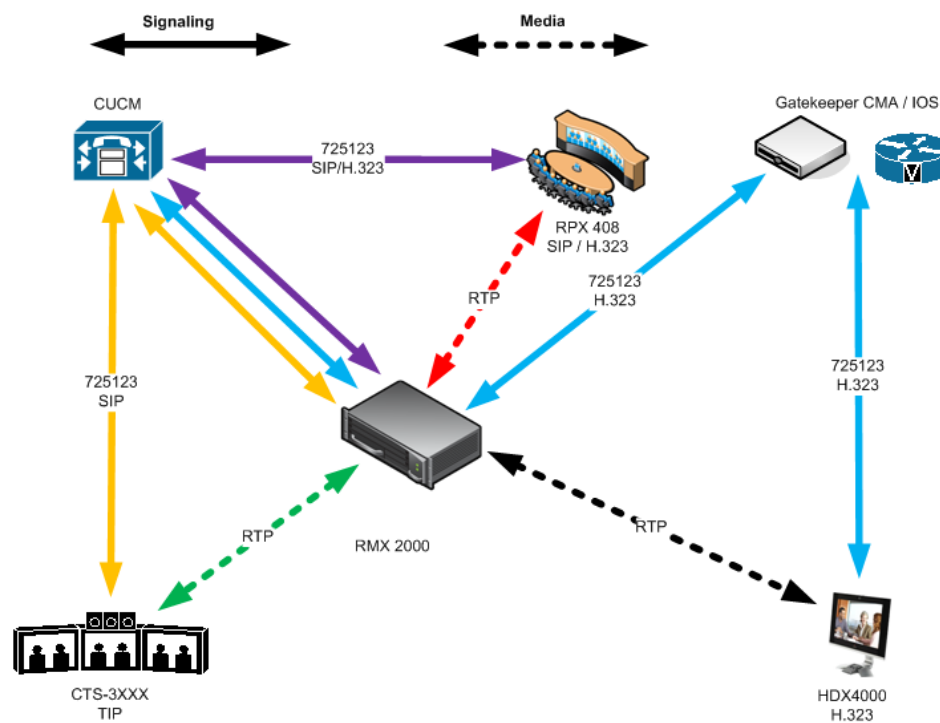 Signaling
Media
CUCM
Gatekeeper CMA / IOS
725123
SIP/H.323
V
RPX 408
SIP / H.323
725123
H.323
RTP
725123
H.323
725123
SIP
RTP
RTP
RMX 2000
CTS-3XXX
TIP
HDX4000
H.323